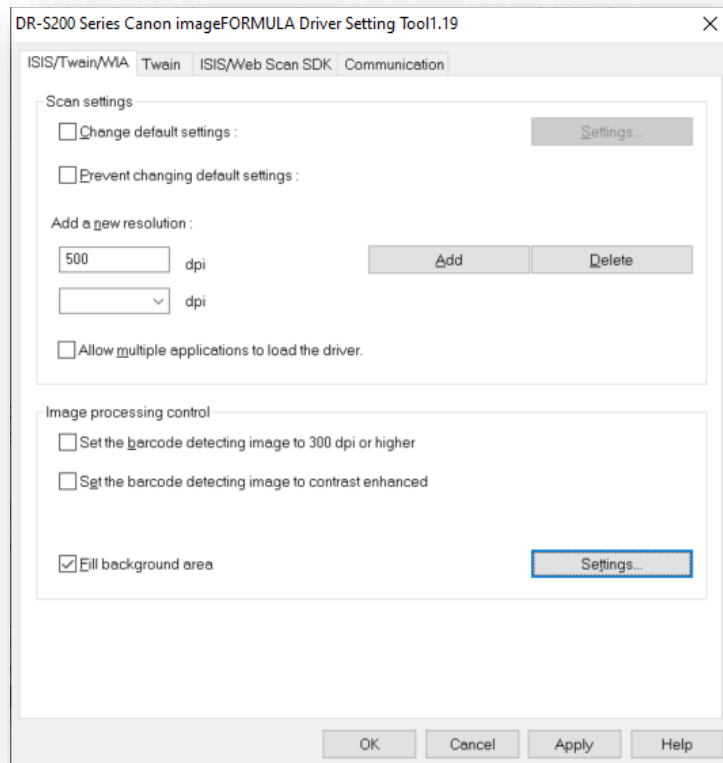 DR-S200 Series Canon imageFORMULA Driver Setting Tool1.19
ISIS/Twain/WIA Twain ISIS/Web Scan SDK Communication
Scan settings
Change default settings : Settings...
Prevent changing default settings :
Add a new resolution :
500 dpi Add Delete
dpi
Allow multiple applications to load the driver.
Image processing control
Set the barcode detecting image to 300 dpi or higher
Set the barcode detecting image to contrast enhanced
Fill background area Settings...
OK Cancel Apply Help